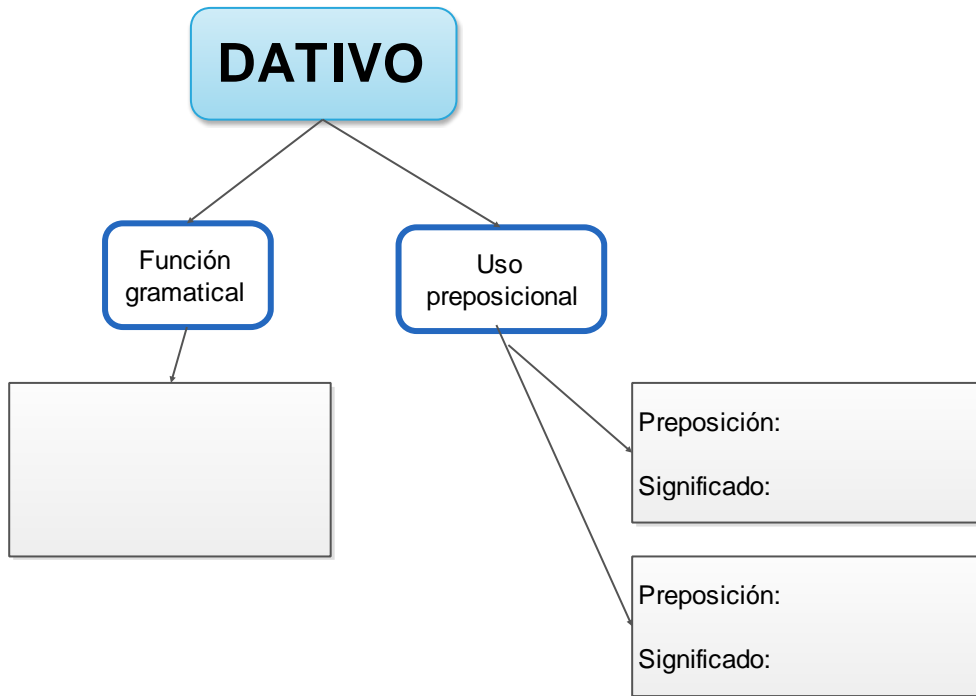 DATIVO
Función
gramatical
Uso
preposicional
Preposición:
Significado:
Preposición:
Significado: